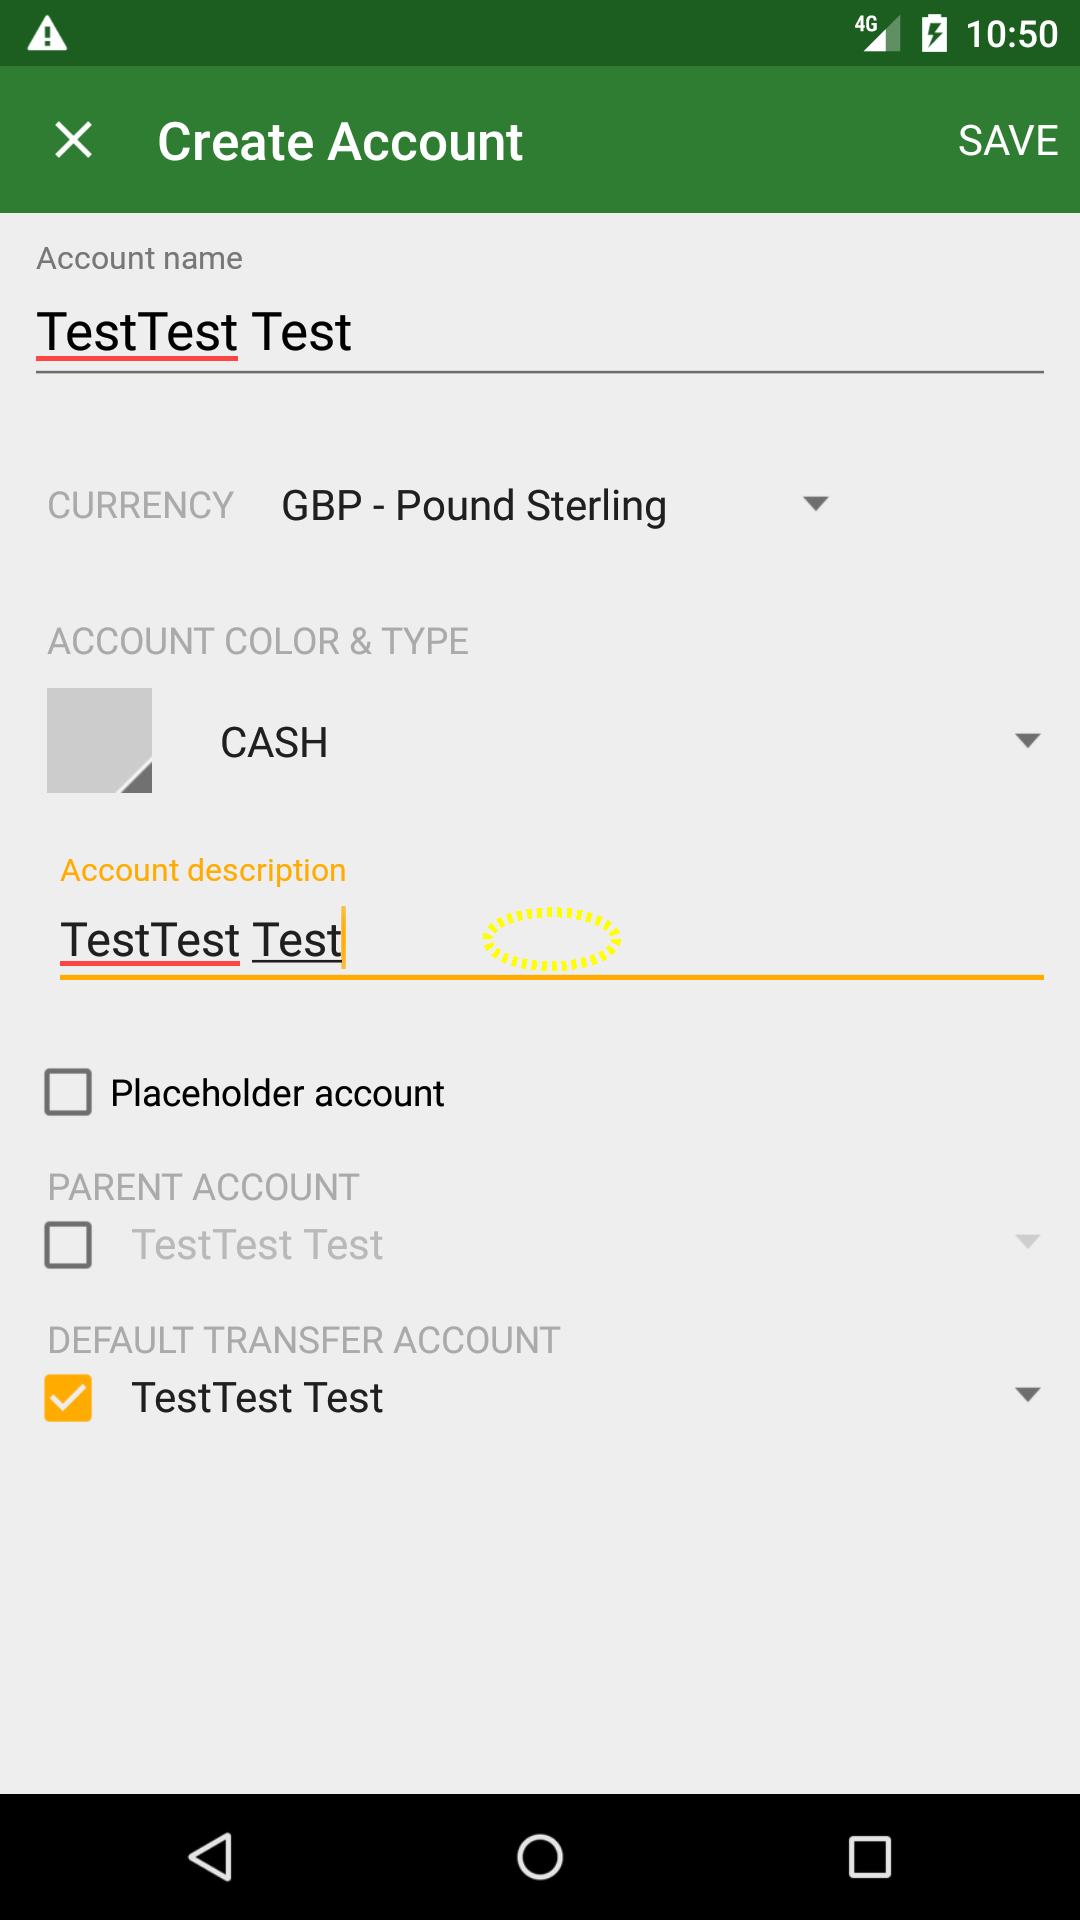 4G 10:50
Create Account SAVE
Account name
TestTest Test
CURRENCY GBP - Pound Sterling
ACCOUNT COLOR & TYPE
CASH
Account description
TestTest Test
Placeholder account
PARENT ACCOUNT
TestTest Test
DEFAULT TRANSFER ACCOUNT
TestTest Test